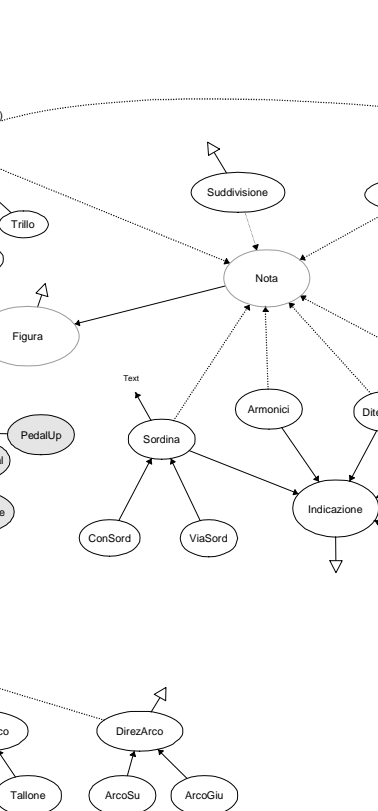 Suddivisione
Trillo
Nota
Figura
Text
Armonici
PedalUp
Sordina
Indicazione
ConSord
ViaSord
DirezArco
Tallone
ArcoSu
ArcoGiu